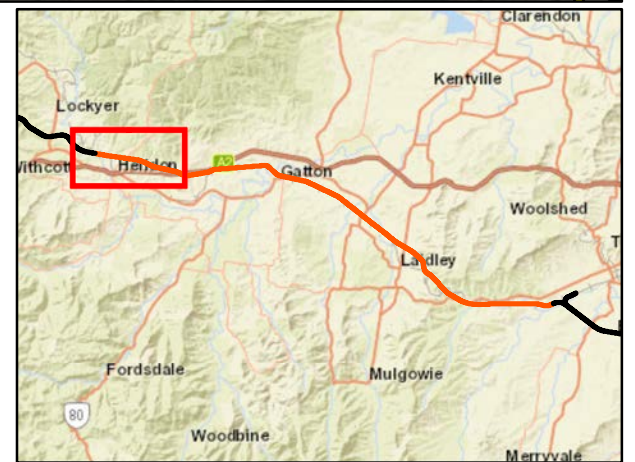 Clarendon
Kentville
Lockyer
A2
Withcott
Helidon
Gatton
Woolshed
T
Laidley
Fordsdale
Mulgowie
80
Woodbine
Merryvale